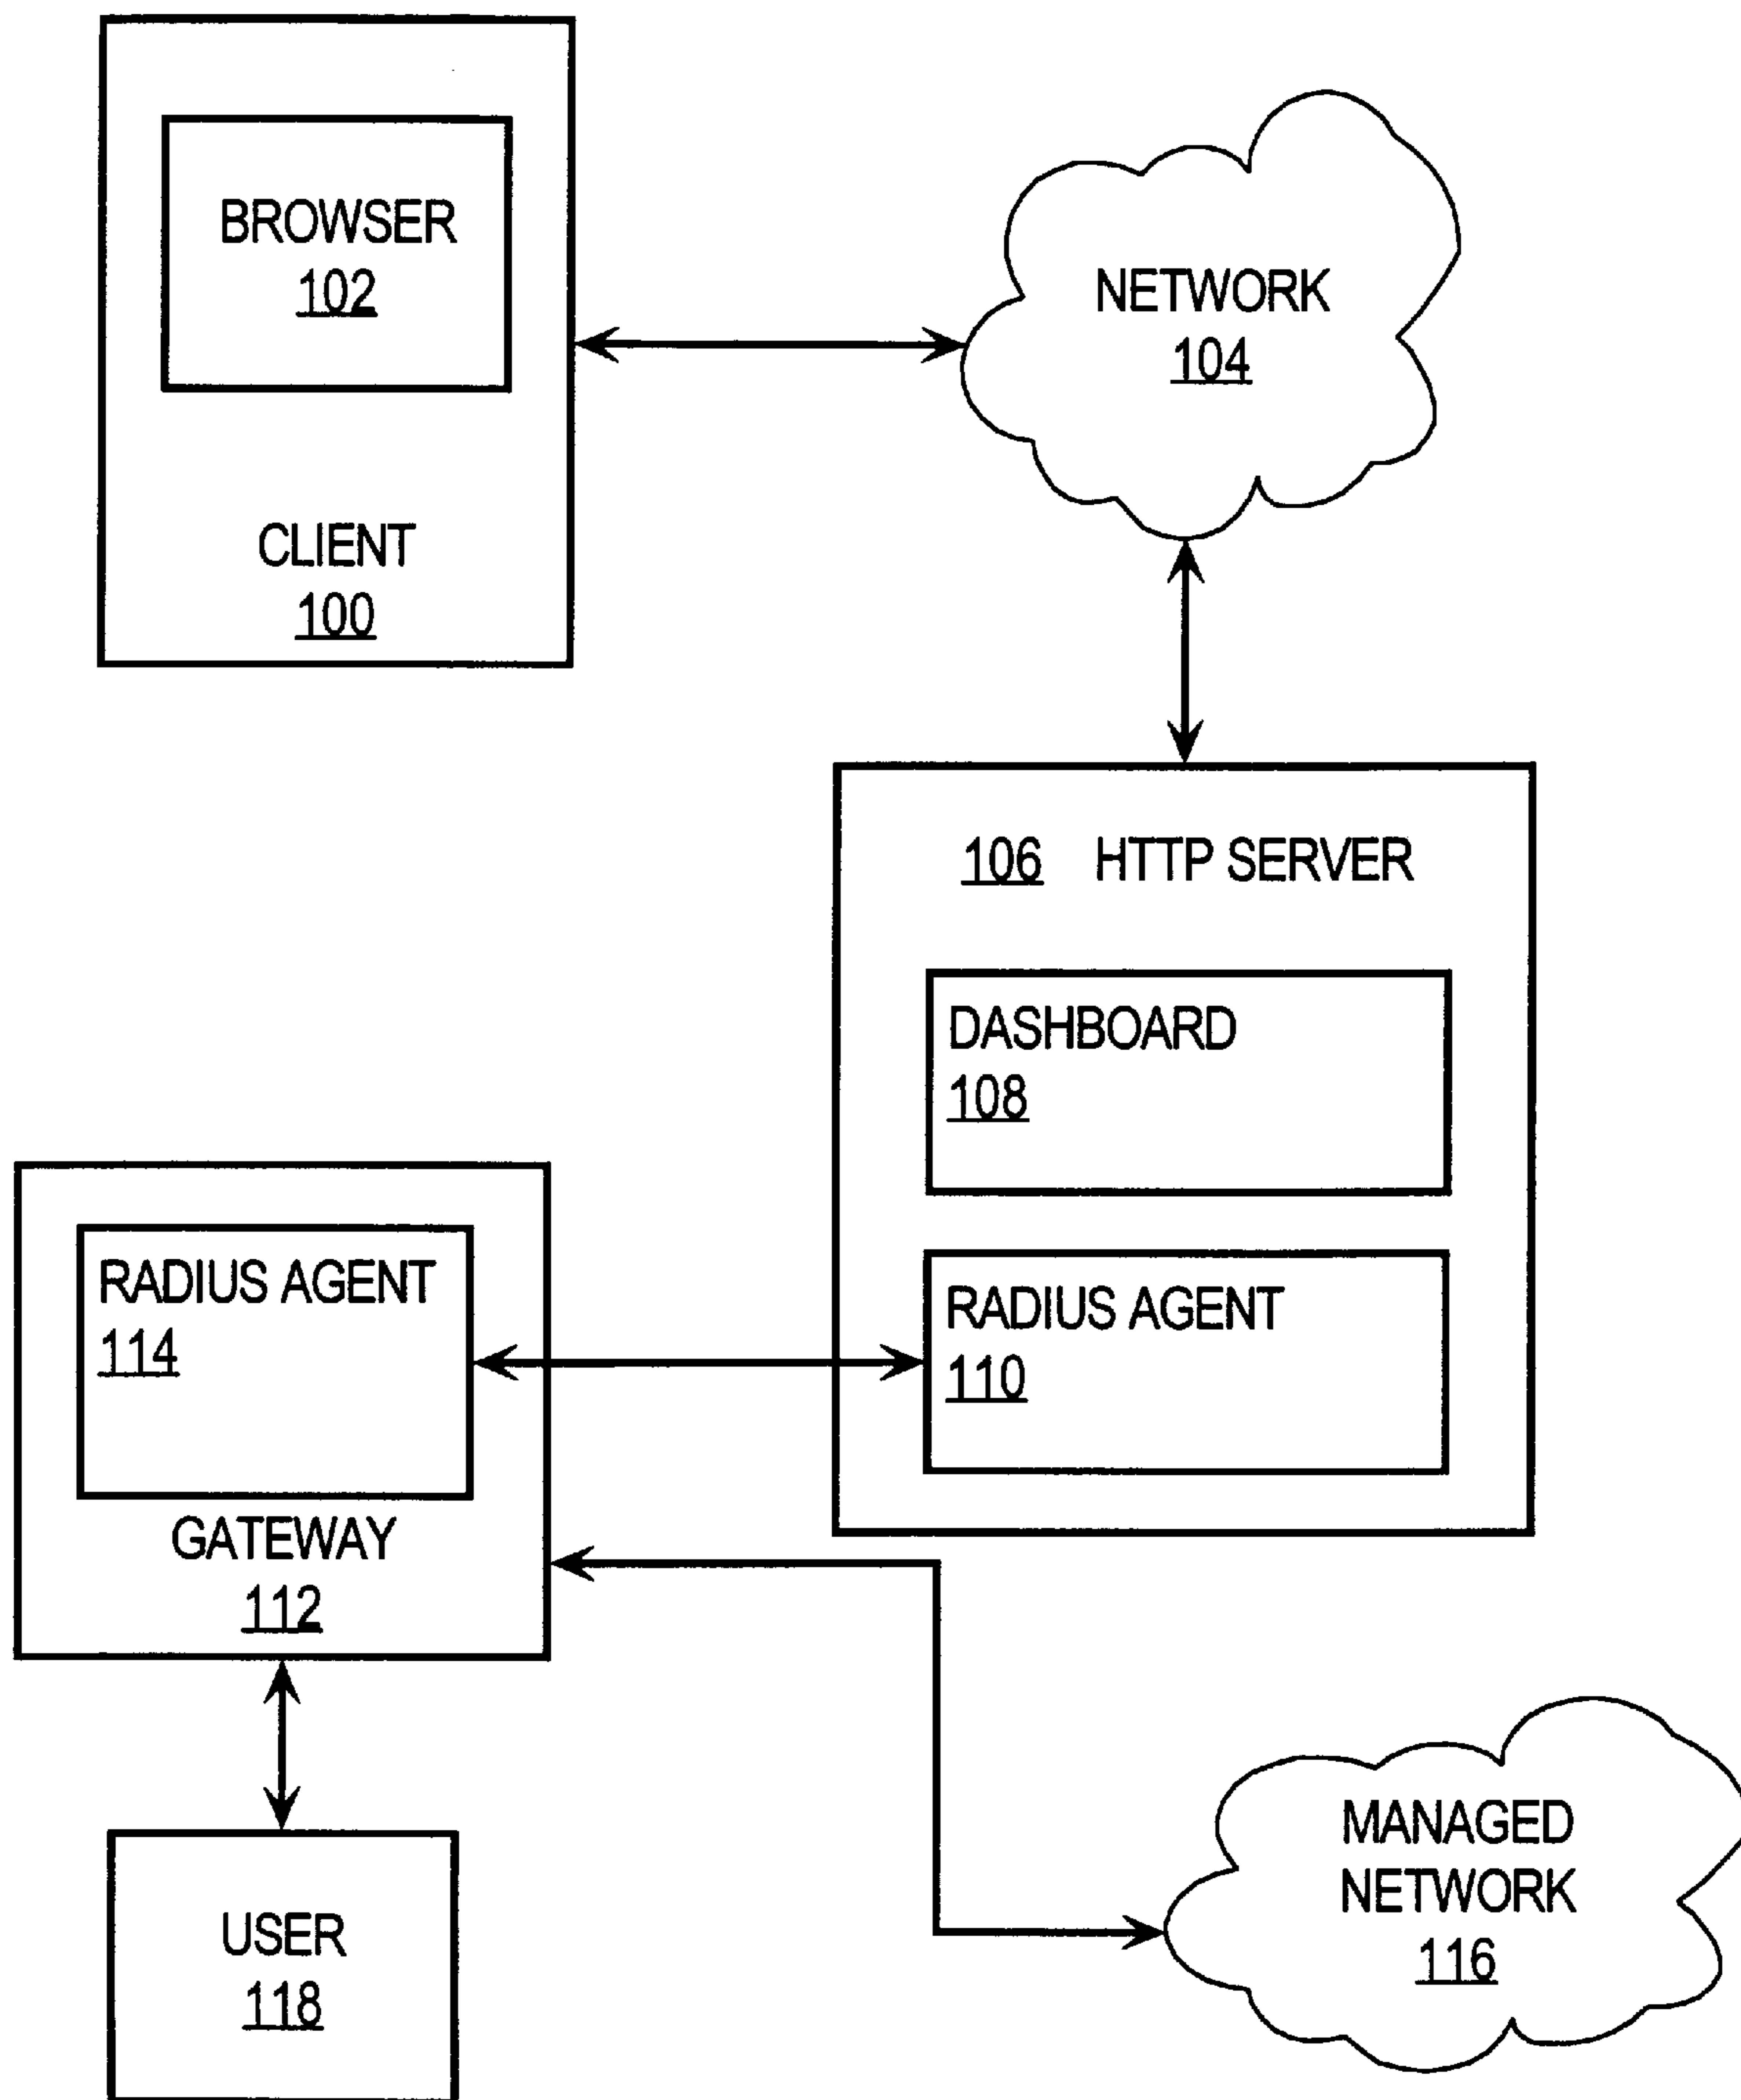 BROWSER
102
CLIENT
100
NETWORK
104
106 HTTP SERVER
DASHBOARD
108
RADIUS AGENT
110
RADIUS AGENT
114
GATEWAY
112
USER
118
MANAGED
NETWORK
116